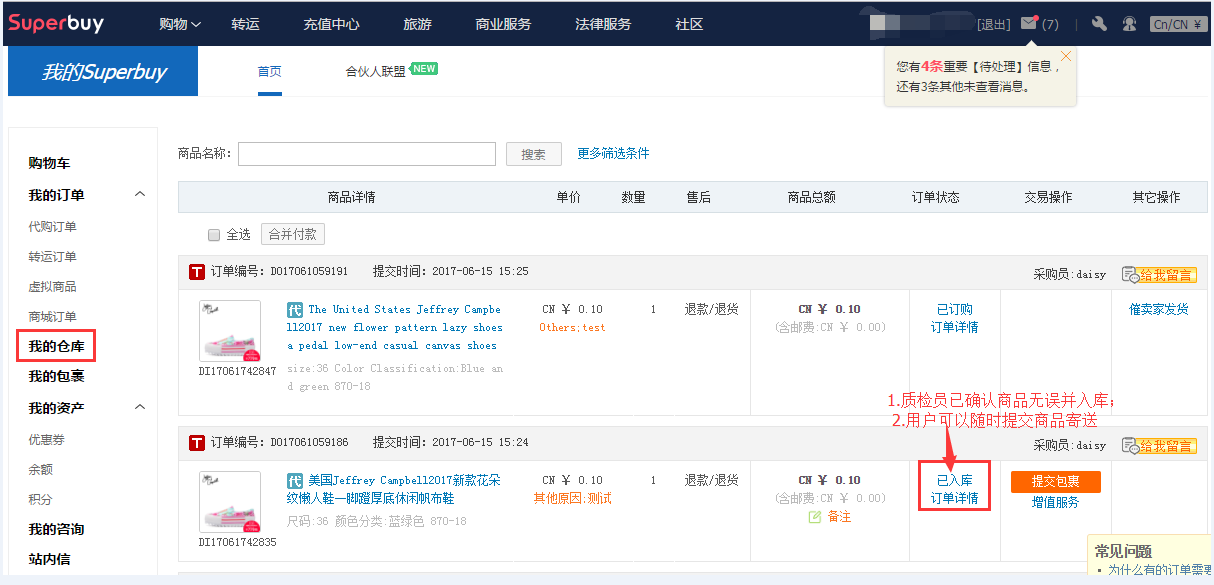 Superbuy 购物 转运 充值中心 旅游 商业服务 法律服务 社区 [退出] (7) Cn/CN ¥
我的Superbuy 首页 合伙人联盟 NEW
您有4条重要【待处理】信息，
还有3条其他未查看消息。
购物车
我的订单
代购订单
转运订单
虚拟商品
商城订单
我的仓库
我的包裹
我的资产
优惠券
余额
积分
我的咨询
站内信
商品名称: 搜索 更多筛选条件
商品详情 单价 数量 售后 商品总额 订单状态 交易操作 其它操作
全选 合并付款
T 订单编号: DO17061059191 提交时间: 2017-06-15 15:25 采购员:daisy 给我留言
代 The United States Jeffrey Campbe
ll2017 new flower pattern lazy shoes
a pedal low-end casual canvas shoes
size:36 Color Classification:Blue an
d green 870-18
DI17061742847
CN ¥ 0.10
Others;test
1
退款/退货
CN ¥ 0.10
(含邮费:CN ¥ 0.00)
已订购
订单详情
催卖家发货
1.质检员已确认商品无误并入库；
2.用户可以随时提交商品寄送
T 订单编号: DO17061059186 提交时间: 2017-06-15 15:24 采购员:daisy 给我留言
代 美国Jeffrey Campbell2017新款花朵
纹懒人鞋一脚蹬厚底休闲帆布鞋
尺码:36 颜色分类:蓝绿色 870-18
DI17061742835
CN ¥ 0.10
其他原因;测试
1
退款/退货
CN ¥ 0.10
(含邮费:CN ¥ 0.00)
备注
已入库
订单详情
提交包裹
增值服务
常见问题
• 为什么有的订单需要